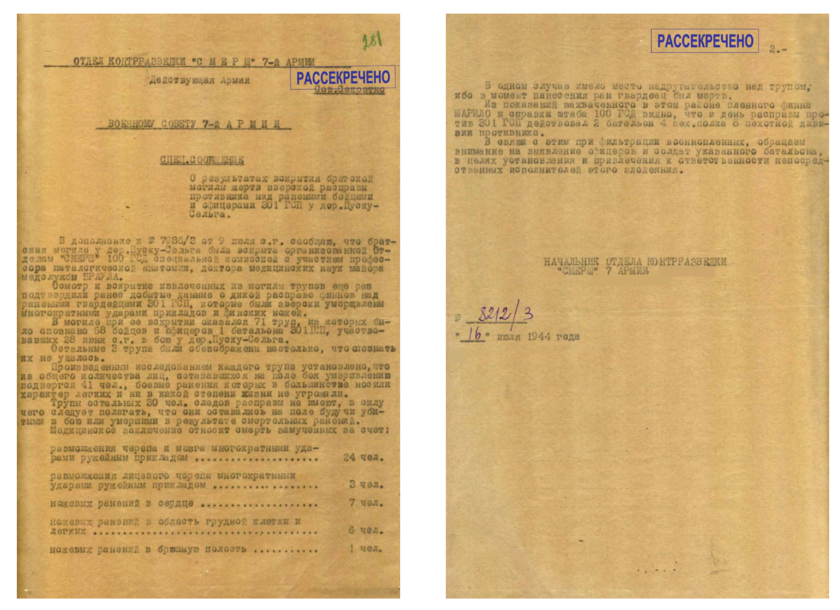 281
ОТДЕЛ КОНТРРАЗВЕДКИ "С М Е Р Ш" 7-й АРМИИ
Действующая Армия
РАССЕКРЕЧЕНО
Сов.Секретно
ВОЕННОМУ СОВЕТУ 7-й А Р М И И
СПЕЦ.СООБЩЕНИЕ
О результатах вскрытия братской
могилы жертв зверской расправы
противника над ранеными бойцами
и офицерами 301 ГСП у дер.Пуску-
Сельга.
В дополнение к № 7986/3 от 9 июля с.г. сообщаю, что брат-
ская могила у дер.Пуску-Сельга была вскрыта организованной От-
делом "СМЕРШ" 100 ГСД специальной комиссией с участием профес-
сора паталогической анатомии, доктора медицинских наук майора
медслужбы БРАУЛА.
Осмотр и вскрытие извлеченных из могилы трупов еще раз
подтвердили ранее добытые данные о дикой расправе финнов над
ранеными гвардейцами 301 ГСП, которые были зверски умерщвлены
многократными ударами прикладов и финских ножей.
В могиле при ее вскрытии оказался 71 труп, из которых бы-
ло опознано 68 бойцов и офицеров 1 батальона 301 ГСП, участво-
вавших 28 июня с.г. в бою у дер.Пуску-Сельга.
Остальные 3 трупа были обезображены настолько, что опознать
их не удалось.
Произведенным исследованием каждого трупа установлено, что
из общего количества лиц, оставшихся на поле боя умерщвлению
подвергся 41 чел., боевые ранения которых в большинстве носили
характер легких и ни в какой степени жизни не угрожали.
Трупы остальных 30 чел. следов расправы не имеют, в силу
чего следует полагать, что они оставались на поле будучи уби-
тыми в бою или умершими в результате смертельных ранений.
Медицинское заключение относит смерть замученных за счет:
размозжения черепа и мозга многократными уда-
рами ружейным прикладом .................... 24 чел.
размозжения лицевого черепа многократными
ударами ружейным прикладом ................. 3 чел.
ножевых ранений в сердце ................... 7 чел.
ножевых ранений в область грудной клетки и
легких ..................................... 6 чел.
ножевых ранений в брюшную полость ........... 1 чел.
РАССЕКРЕЧЕНО
2.-
В одном случае имело место надругательство над трупом,
ибо в момент нанесения ран гвардеец был мертв.
Из показаний захваченного в этом районе пленного финна
и справки штаба 100 ГСД видно, что в день расправы про-
тив 301 ГСП действовал 2 батальон 4 пех.полка 6 пехотной диви-
зии противника.
В связи с этим при фильтрации военнопленных, обращаем
внимание на выявление офицеров и солдат указанного батальона,
в целях установления и привлечения к ответственности непосред-
ственных исполнителей этого злодеяния.
НАЧАЛЬНИК ОТДЕЛА КОНТРРАЗВЕДКИ
"СМЕРШ" 7 АРМИИ
№ 8212/3
"16" июля 1944 года